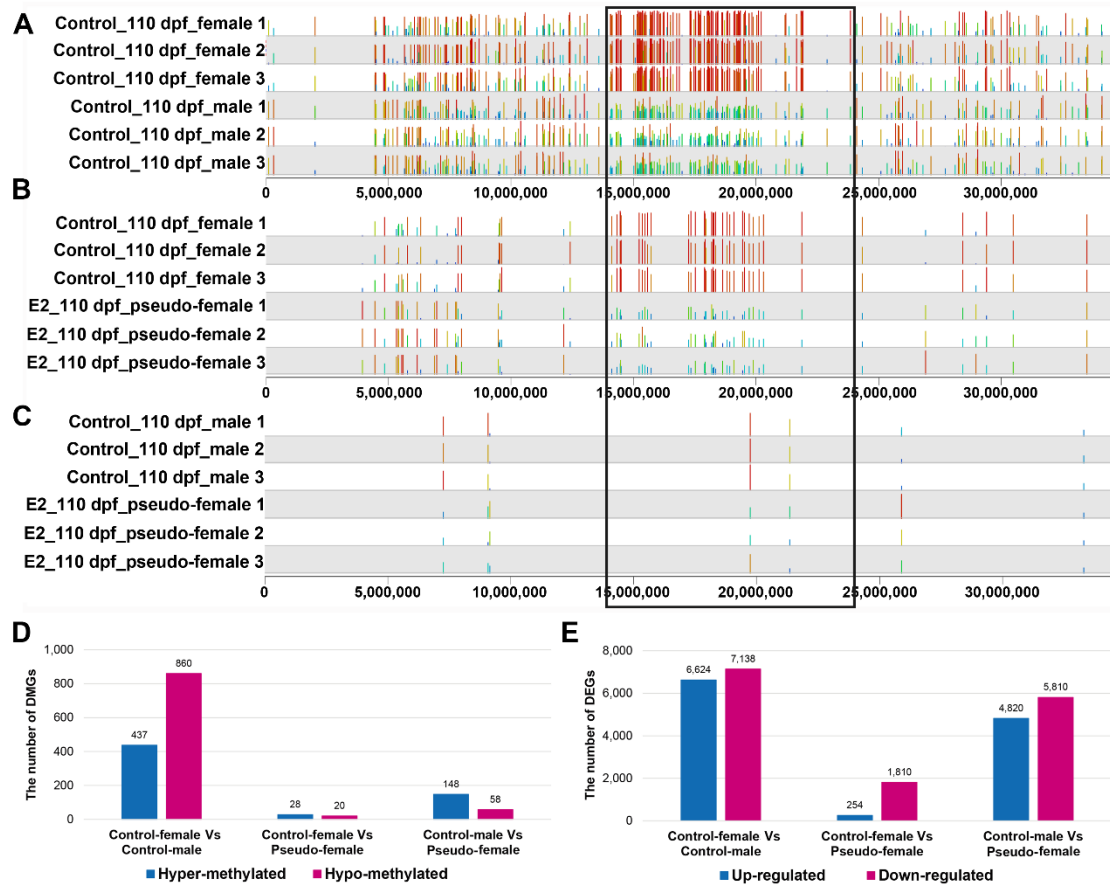 A
Control_110 dpf_female 1
Control_110 dpf_female 2
Control_110 dpf_female 3
Control_110 dpf_male 1
Control_110 dpf_male 2
Control_110 dpf_male 3
0 5,000,000 10,000,000 15,000,000 20,000,000 25,000,000 30,000,000
B
Control_110 dpf_female 1
Control_110 dpf_female 2
Control_110 dpf_female 3
E2_110 dpf_pseudo-female 1
E2_110 dpf_pseudo-female 2
E2_110 dpf_pseudo-female 3
0 5,000,000 10,000,000 15,000,000 20,000,000 25,000,000 30,000,000
C
Control_110 dpf_male 1
Control_110 dpf_male 2
Control_110 dpf_male 3
E2_110 dpf_pseudo-female 1
E2_110 dpf_pseudo-female 2
E2_110 dpf_pseudo-female 3
0 5,000,000 10,000,000 15,000,000 20,000,000 25,000,000 30,000,000
D
The number of DMGs
1,000
800
600
400
200
0
437 860
28 20
148 58
Control-female Vs Control-male
Control-female Vs Pseudo-female
Control-male Vs Pseudo-female
Hyper-methylated Hypo-methylated
E
The number of DEGs
8,000
6,000
4,000
2,000
0
6,624 7,138
254 1,810
4,820 5,810
Control-female Vs Control-male
Control-female Vs Pseudo-female
Control-male Vs Pseudo-female
Up-regulated Down-regulated